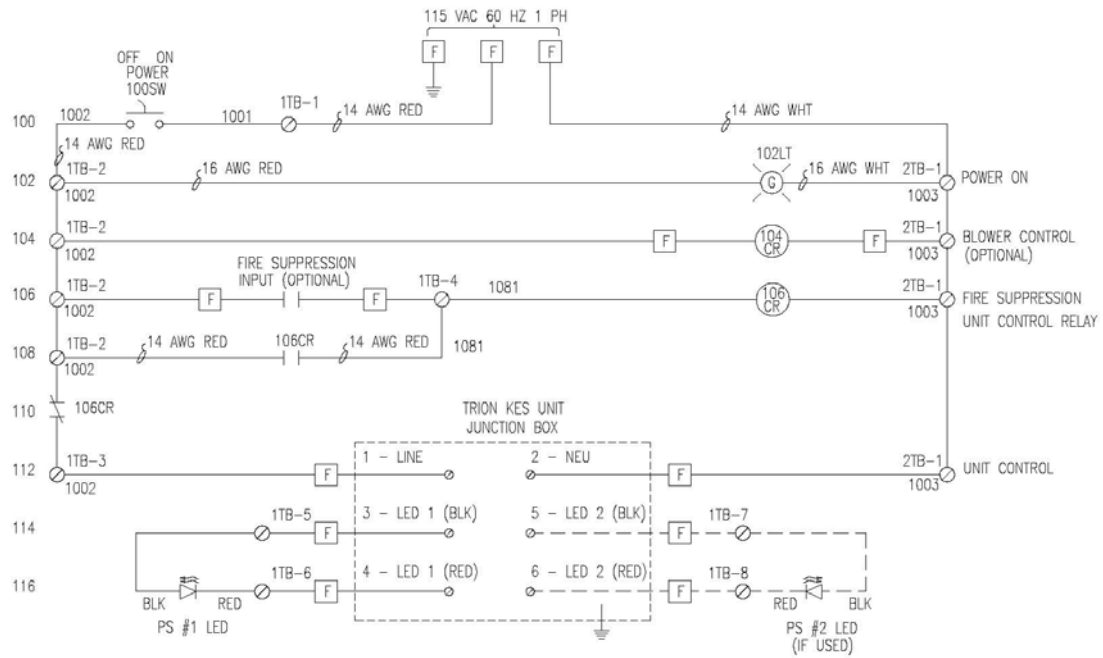 115 VAC 60 HZ 1 PH
F F F
OFF ON
POWER
100SW
100 1002 1001 1TB-1 14 AWG RED 14 AWG WHT
14 AWG RED
102 1TB-2 1002 16 AWG RED 102LT G 16 AWG WHT 2TB-1 1003 POWER ON
104 1TB-2 1002 F 104 CR F 2TB-1 1003 BLOWER CONTROL
(OPTIONAL)
FIRE SUPPRESSION
INPUT (OPTIONAL)
106 1TB-2 1002 F F 1TB-4 1081 106 CR 2TB-1 1003 FIRE SUPPRESSION
UNIT CONTROL RELAY
108 1TB-2 1002 14 AWG RED 106CR 14 AWG RED 1081
110 106CR
TRION KES UNIT
JUNCTION BOX
112 1TB-3 1002 F 1 - LINE 2 - NEU F 2TB-1 1003 UNIT CONTROL
114 1TB-5 F 3 - LED 1 (BLK) 5 - LED 2 (BLK) F 1TB-7
116 1TB-6 F 4 - LED 1 (RED) 6 - LED 2 (RED) F 1TB-8
BLK RED RED BLK
PS #1 LED
PS #2 LED
(IF USED)